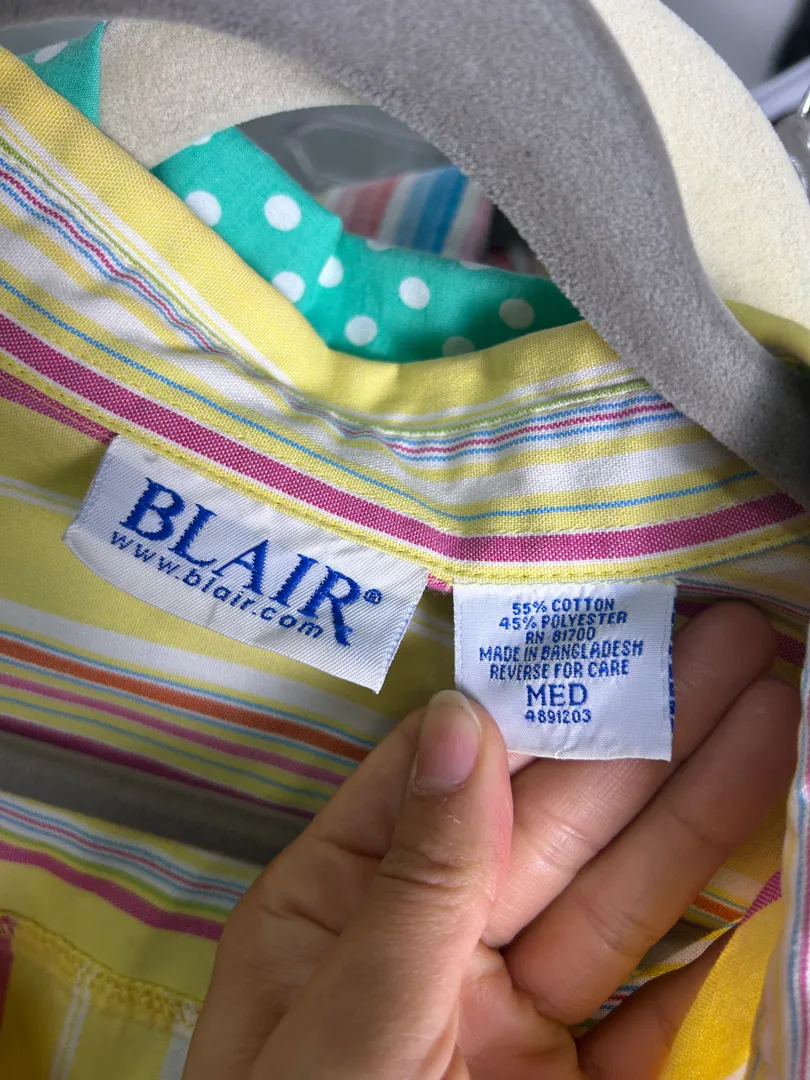 BLAIR®
www.blair.com
55% COTTON
45% POLYESTER
RN 81700
MADE IN BANGLADESH
REVERSE FOR CARE
MED
4891203